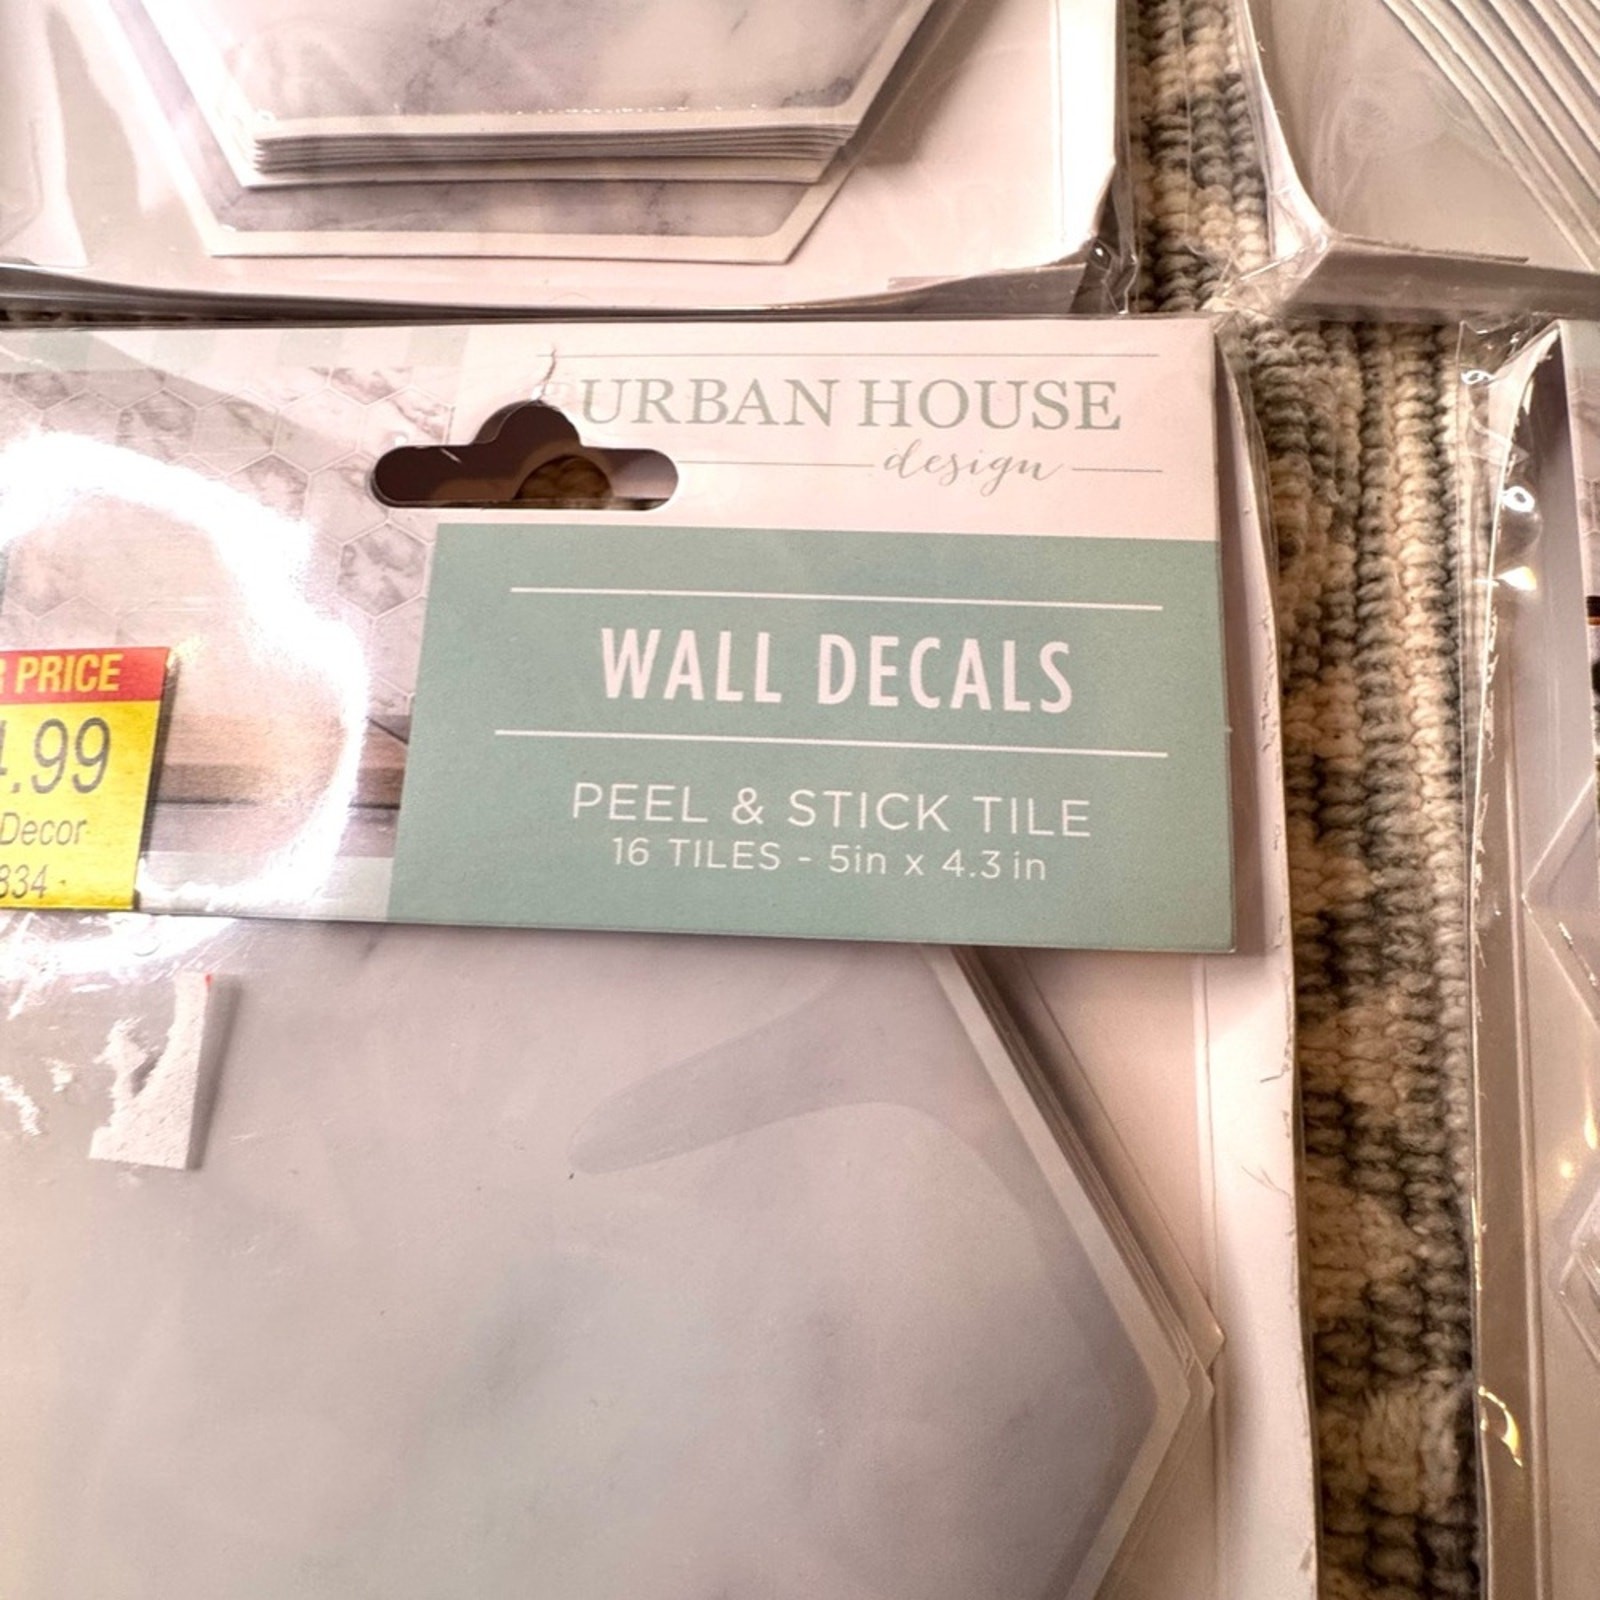 URBAN HOUSE
design
WALL DECALS
PEEL & STICK TILE
16 TILES - 5in x 4.3 in
PRICE
.99
Decor
834